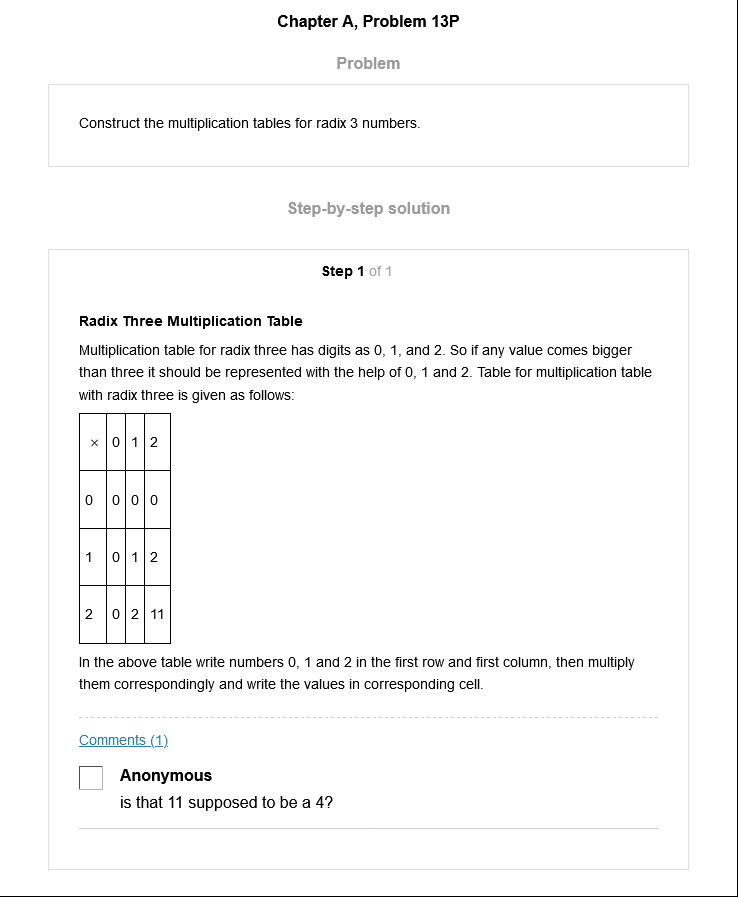 Chapter A, Problem 13P
Problem
Construct the multiplication tables for radix 3 numbers.
Step-by-step solution
Step 1 of 1
Radix Three Multiplication Table
Multiplication table for radix three has digits as 0, 1, and 2. So if any value comes bigger
than three it should be represented with the help of 0, 1 and 2. Table for multiplication table
with radix three is given as follows:
× 0 1 2
0 0 0 0
1 0 1 2
2 0 2 11
In the above table write numbers 0, 1 and 2 in the first row and first column, then multiply
them correspondingly and write the values in corresponding cell.
Comments (1)
Anonymous
is that 11 supposed to be a 4?